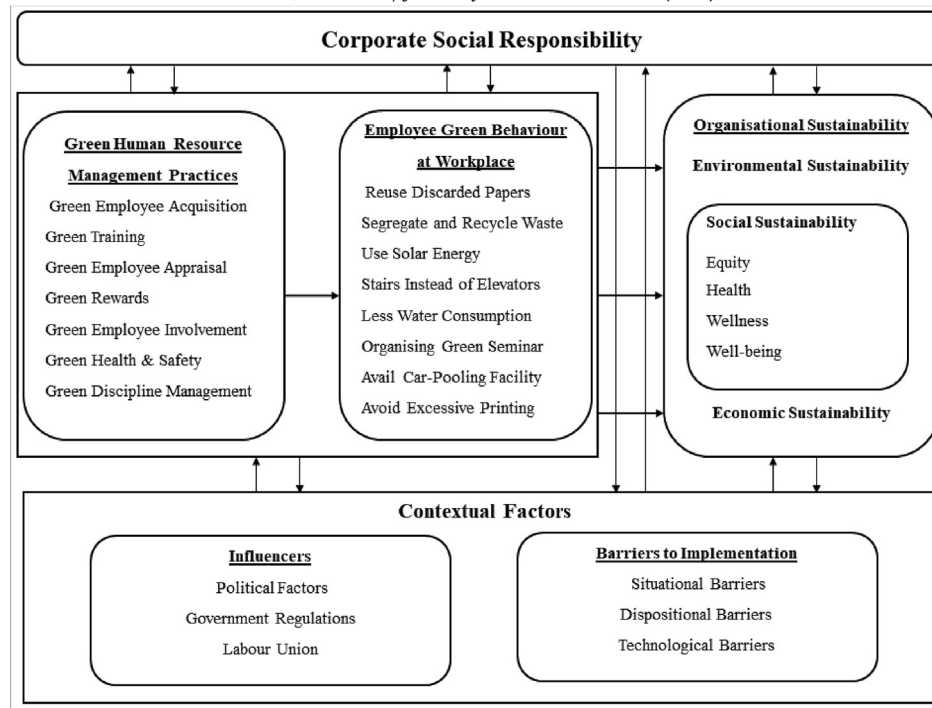 Corporate Social Responsibility
Green Human Resource
Management Practices
Green Employee Acquisition
Green Training
Green Employee Appraisal
Green Rewards
Green Employee Involvement
Green Health & Safety
Green Discipline Management
Employee Green Behaviour
at Workplace
Reuse Discarded Papers
Segregate and Recycle Waste
Use Solar Energy
Stairs Instead of Elevators
Less Water Consumption
Organising Green Seminar
Avail Car-Pooling Facility
Avoid Excessive Printing
Organisational Sustainability
Environmental Sustainability
Social Sustainability
Equity
Health
Wellness
Well-being
Economic Sustainability
Contextual Factors
Influencers
Political Factors
Government Regulations
Labour Union
Barriers to Implementation
Situational Barriers
Dispositional Barriers
Technological Barriers